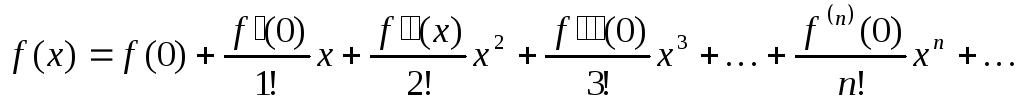 f(x) = f(0) + f▯(0)/1! x + f▯▯(x)/2! x² + f▯▯▯(0)/3! x³ + … + f⁽ⁿ⁾(0)/n! xⁿ + …